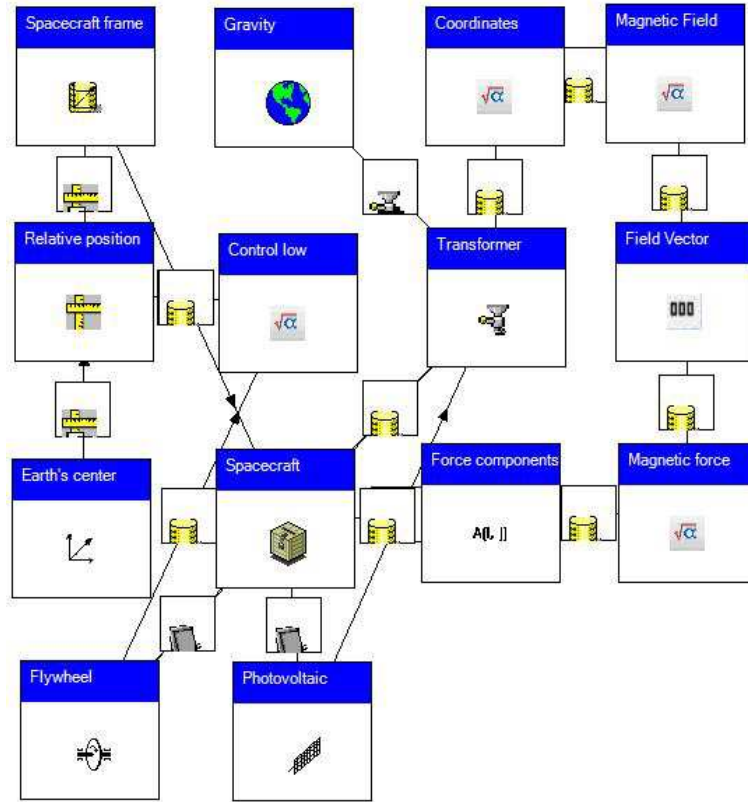 Spacecraft frame
Gravity
Coordinates
Magnetic Field
√α
√α
Relative position
Control low
Transformer
Field Vector
√α
000
Earth's center
Spacecraft
Force components
Magnetic force
A[I, J]
√α
Flywheel
Photovoltaic